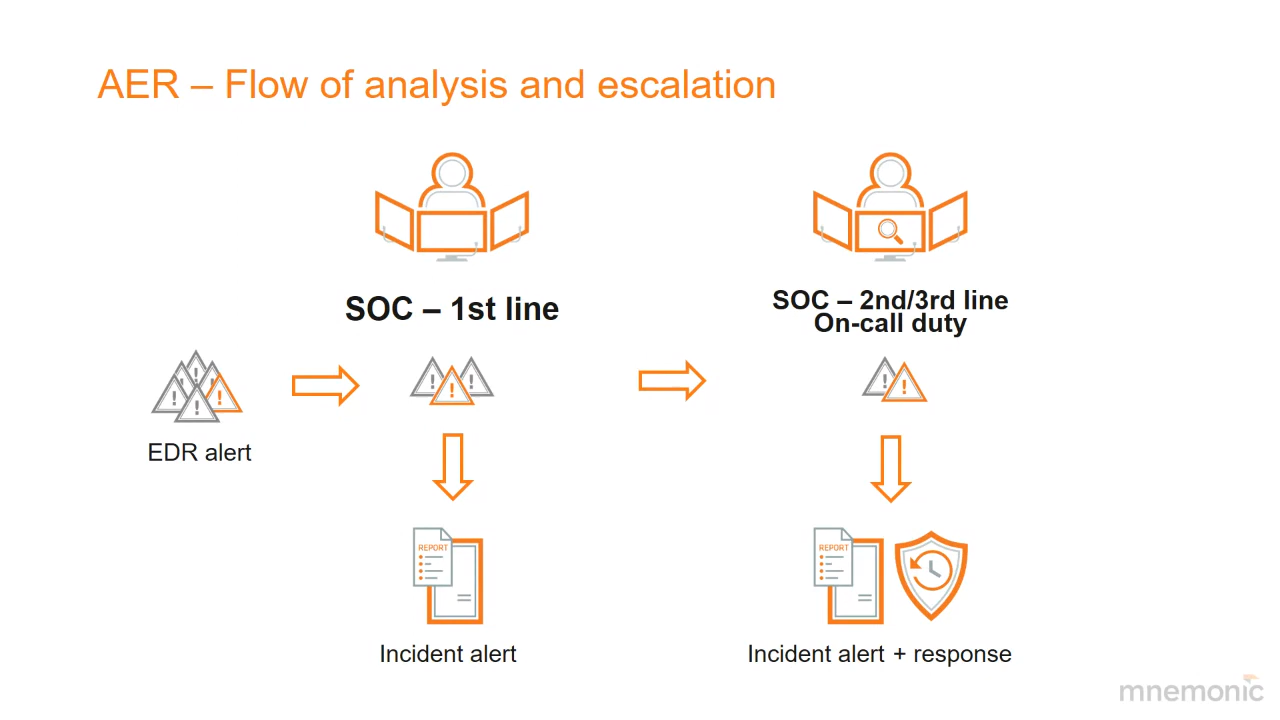 AER – Flow of analysis and escalation
SOC – 1st line
SOC – 2nd/3rd line
On-call duty
EDR alert
REPORT
REPORT
Incident alert
Incident alert + response
mnemonic